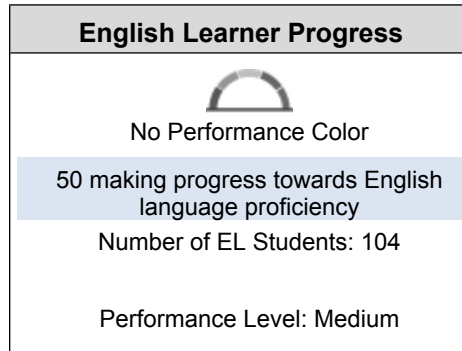 English Learner Progress
No Performance Color
50 making progress towards English
language proficiency
Number of EL Students: 104
Performance Level: Medium